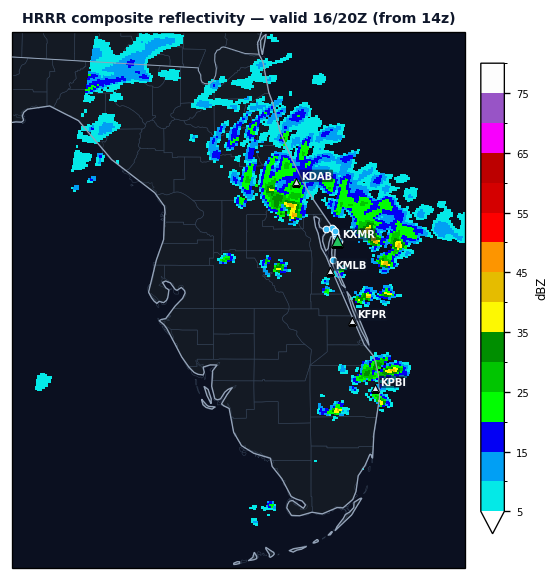 HRRR composite reflectivity — valid 16/20Z (from 14z)
KDAB
KXMR
KMLB
KFPR
KPBI
75
65
55
45
35
25
15
5
dBZ